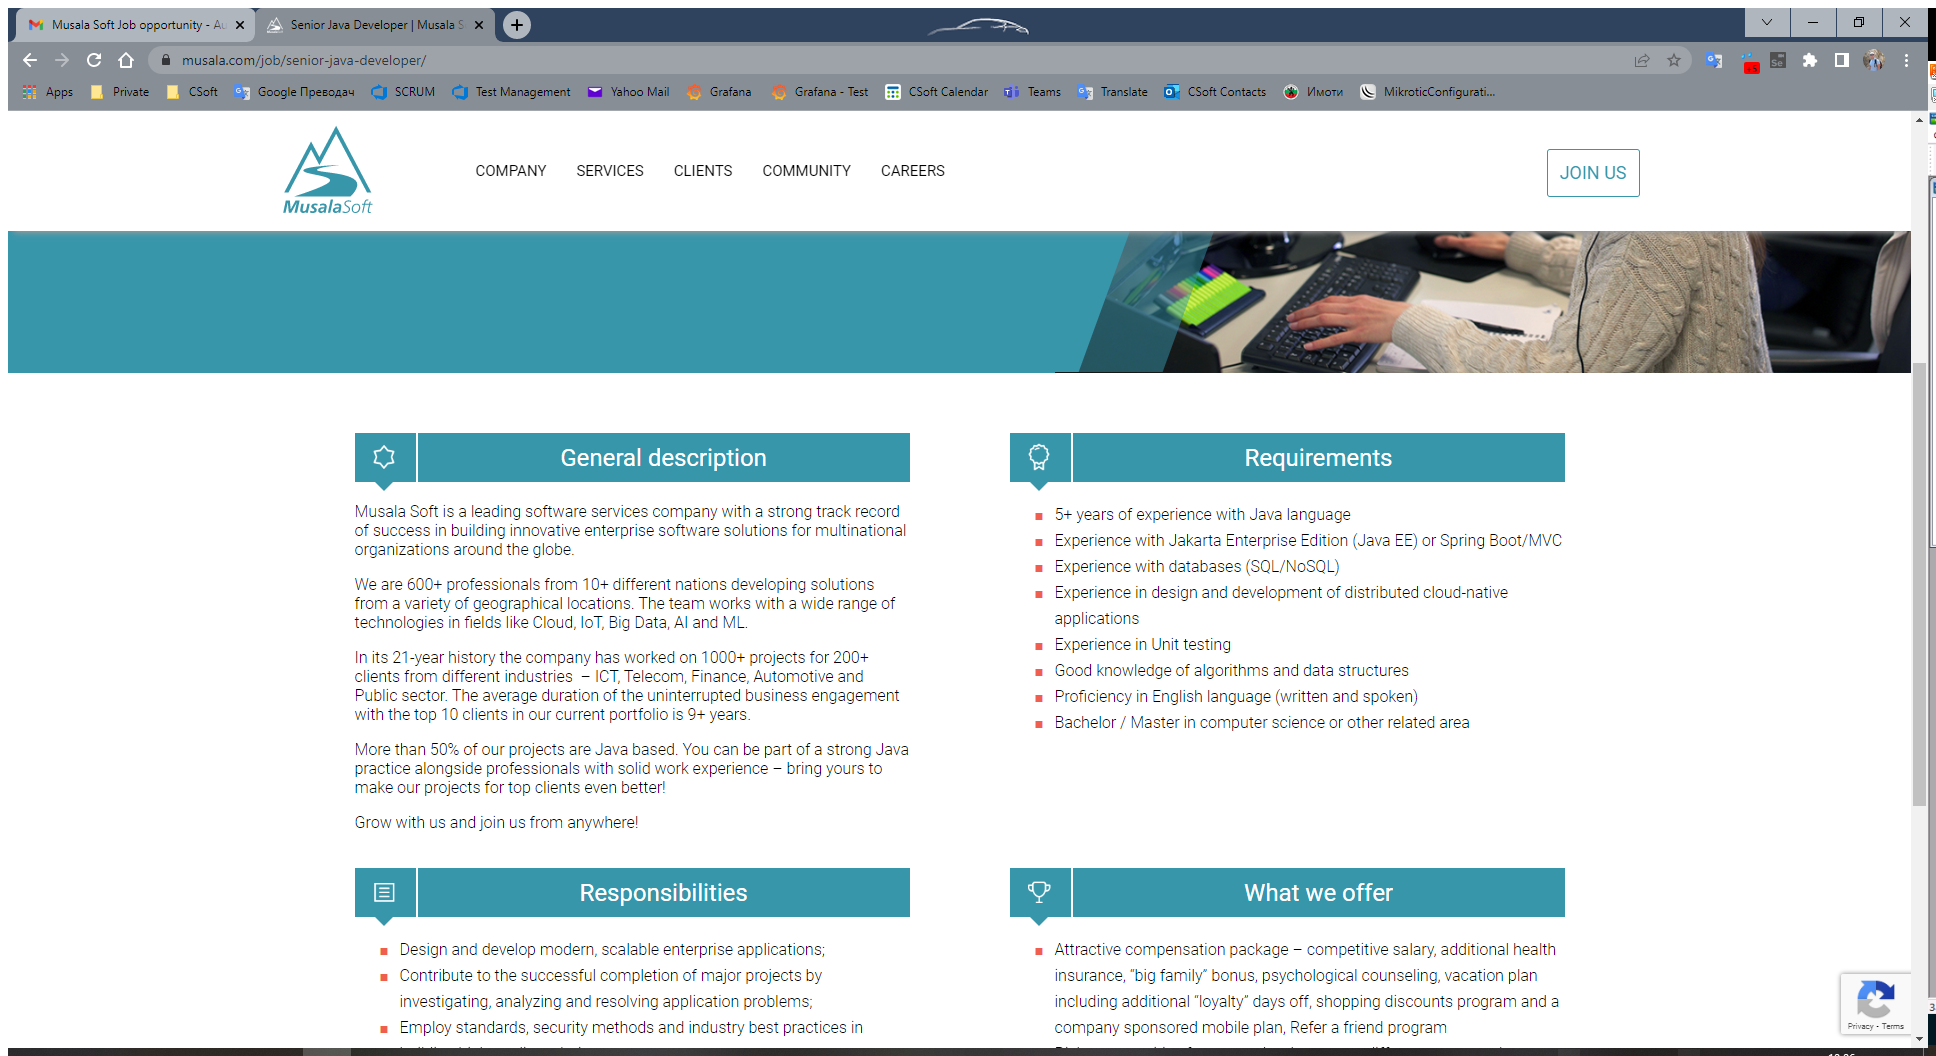 Musala Soft Job opportunity - Au
Senior Java Developer | Musala S
musala.com/job/senior-java-developer/
Apps
Private
CSoft
Google Преводач
SCRUM
Test Management
Yahoo Mail
Grafana
Grafana - Test
CSoft Calendar
Teams
Translate
CSoft Contacts
Имоти
MikroticConfigurati...
MusalaSoft
COMPANY
SERVICES
CLIENTS
COMMUNITY
CAREERS
JOIN US
General description
Musala Soft is a leading software services company with a strong track record
of success in building innovative enterprise software solutions for multinational
organizations around the globe.
We are 600+ professionals from 10+ different nations developing solutions
from a variety of geographical locations. The team works with a wide range of
technologies in fields like Cloud, IoT, Big Data, AI and ML.
In its 21-year history the company has worked on 1000+ projects for 200+
clients from different industries – ICT, Telecom, Finance, Automotive and
Public sector. The average duration of the uninterrupted business engagement
with the top 10 clients in our current portfolio is 9+ years.
More than 50% of our projects are Java based. You can be part of a strong Java
practice alongside professionals with solid work experience – bring yours to
make our projects for top clients even better!
Grow with us and join us from anywhere!
Requirements
5+ years of experience with Java language
Experience with Jakarta Enterprise Edition (Java EE) or Spring Boot/MVC
Experience with databases (SQL/NoSQL)
Experience in design and development of distributed cloud-native
applications
Experience in Unit testing
Good knowledge of algorithms and data structures
Proficiency in English language (written and spoken)
Bachelor / Master in computer science or other related area
Responsibilities
Design and develop modern, scalable enterprise applications;
Contribute to the successful completion of major projects by
investigating, analyzing and resolving application problems;
Employ standards, security methods and industry best practices in
What we offer
Attractive compensation package – competitive salary, additional health
insurance, "big family" bonus, psychological counseling, vacation plan
including additional "loyalty" days off, shopping discounts program and a
company sponsored mobile plan, Refer a friend program
Privacy - Terms